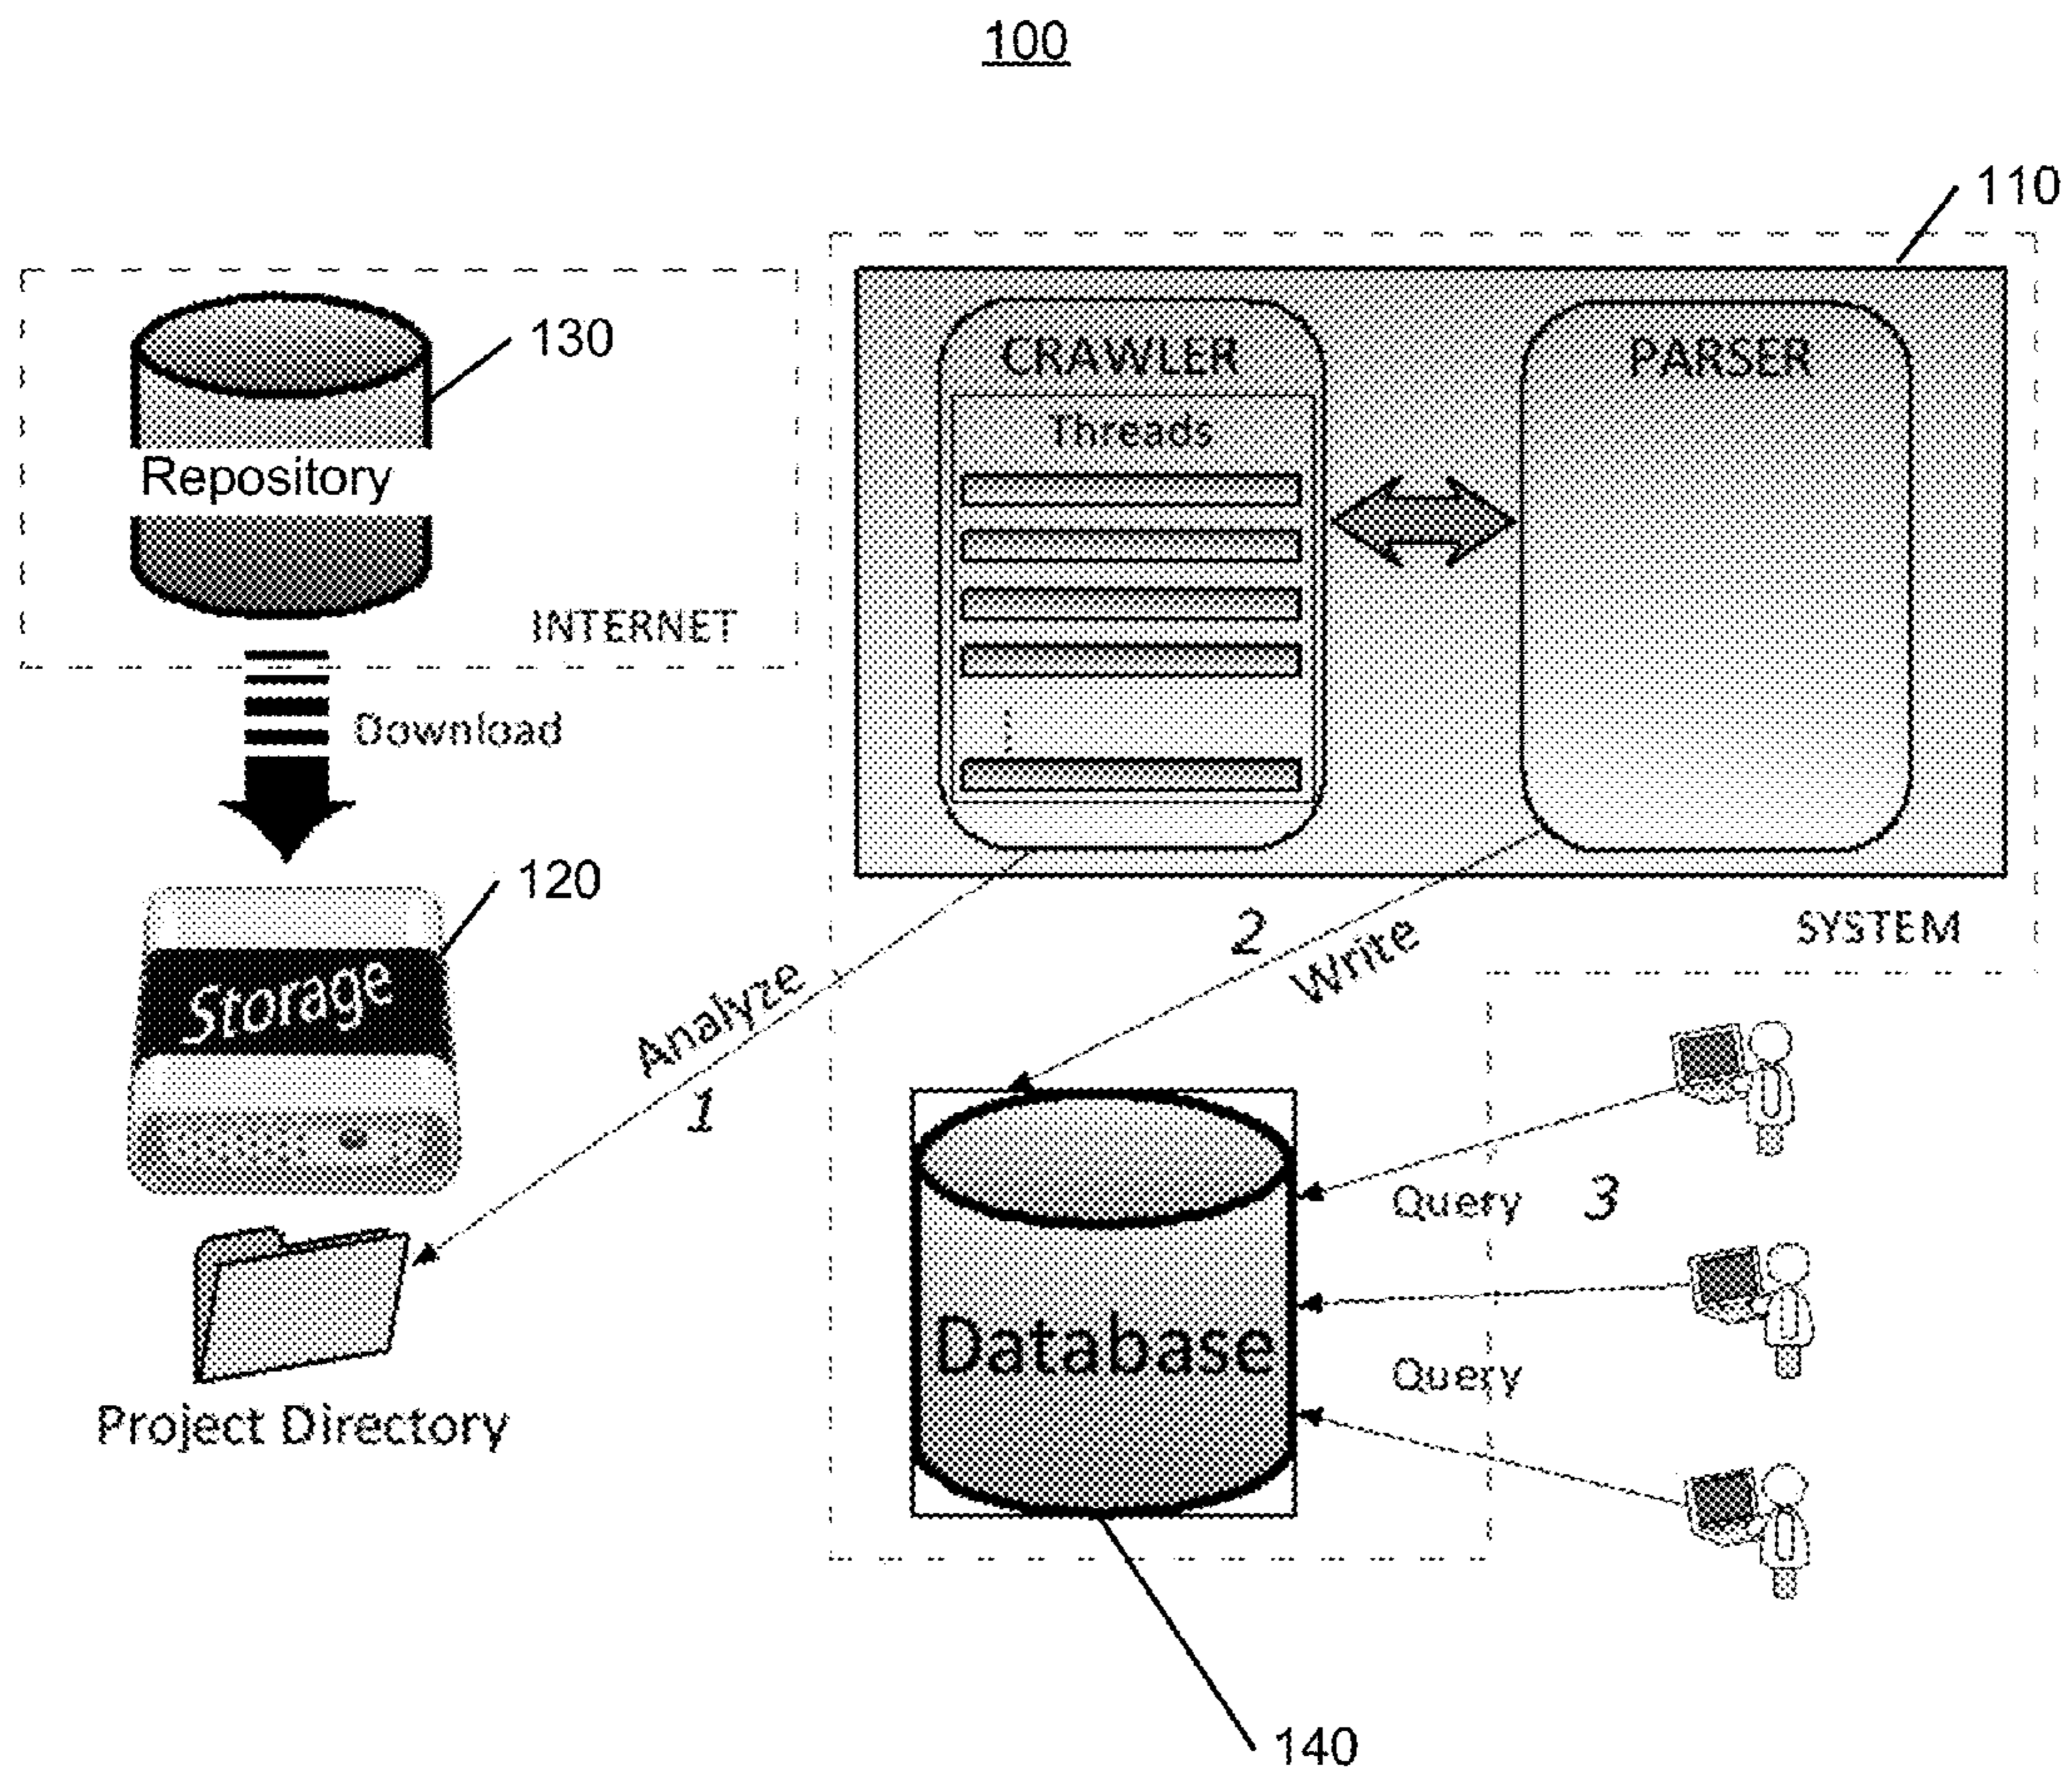 100
110
130
CRAWLER
PARSER
Threads
Repository
INTERNET
Download
120
SYSTEM
2
Write
Storage
Analyze
1
Query 3
Database
Query
Project Directory
140